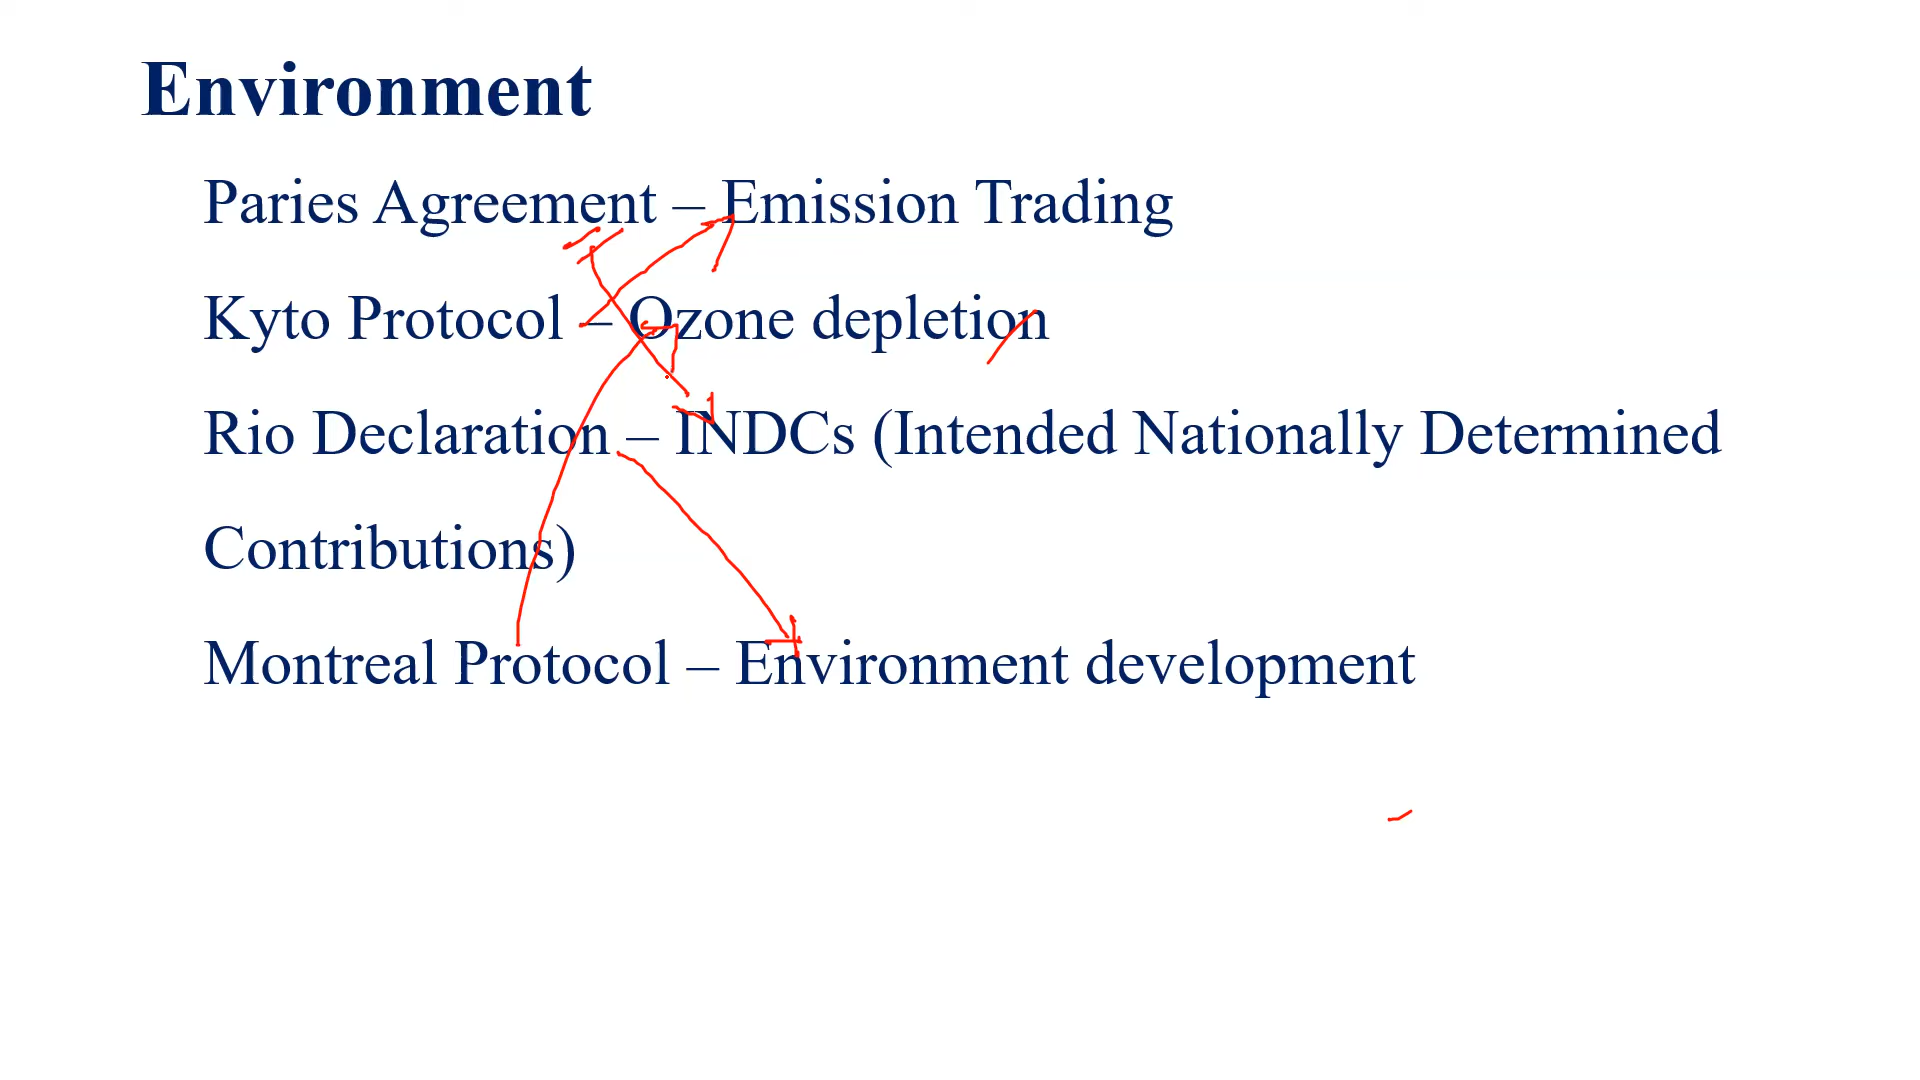 Environment
Paries Agreement – Emission Trading
Kyto Protocol – Ozone depletion
Rio Declaration – INDCs (Intended Nationally Determined
Contributions)
Montreal Protocol – Environment development